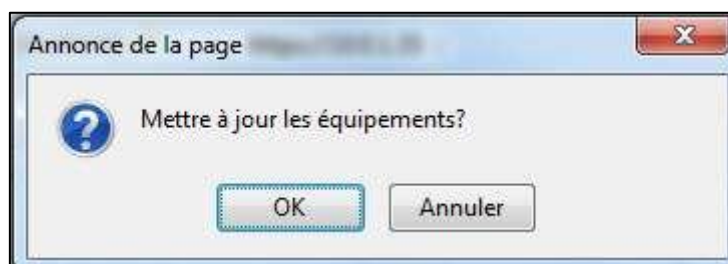 Annonce de la page
Mettre à jour les équipements?
OK
Annuler